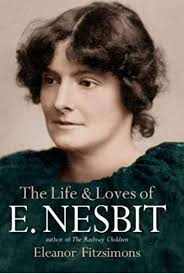 The Life & Loves of
E. NESBIT
author of The Railway Children
Eleanor Fitzsimons